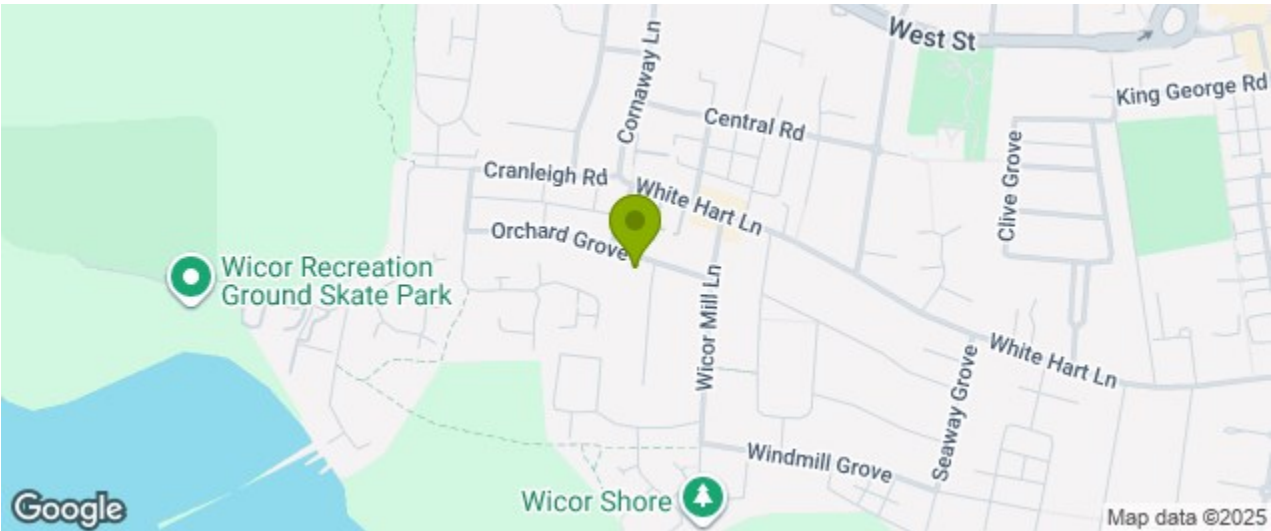 West St
King George Rd
Cornaway Ln
Central Rd
Clive Grove
Cranleigh Rd
White Hart Ln
Orchard Grove
Wicor Recreation
Ground Skate Park
Wicor Mill Ln
White Hart Ln
Seaway Grove
Windmill Grove
Wicor Shore
Google
Map data ©2025